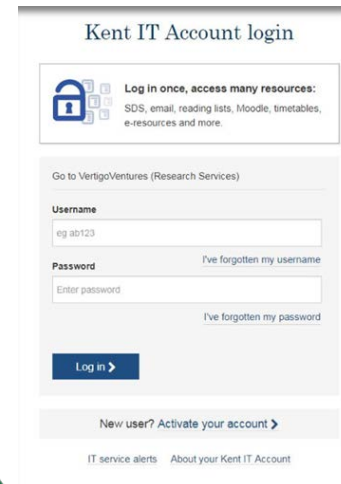 Kent IT Account login
Log in once, access many resources:
SDS, email, reading lists, Moodle, timetables,
e-resources and more.
Go to VertigoVentures (Research Services)
Username
eg ab123
I've forgotten my username
Password
Enter password
I've forgotten my password
Log in
New user? Activate your account
IT service alerts About your Kent IT Account